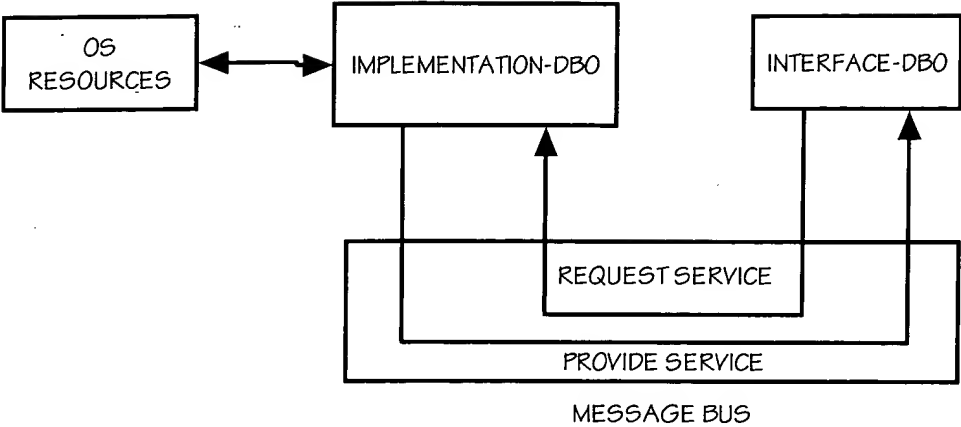 OS
RESOURCES
IMPLEMENTATION-DBO
INTERFACE-DBO
REQUEST SERVICE
PROVIDE SERVICE
MESSAGE BUS